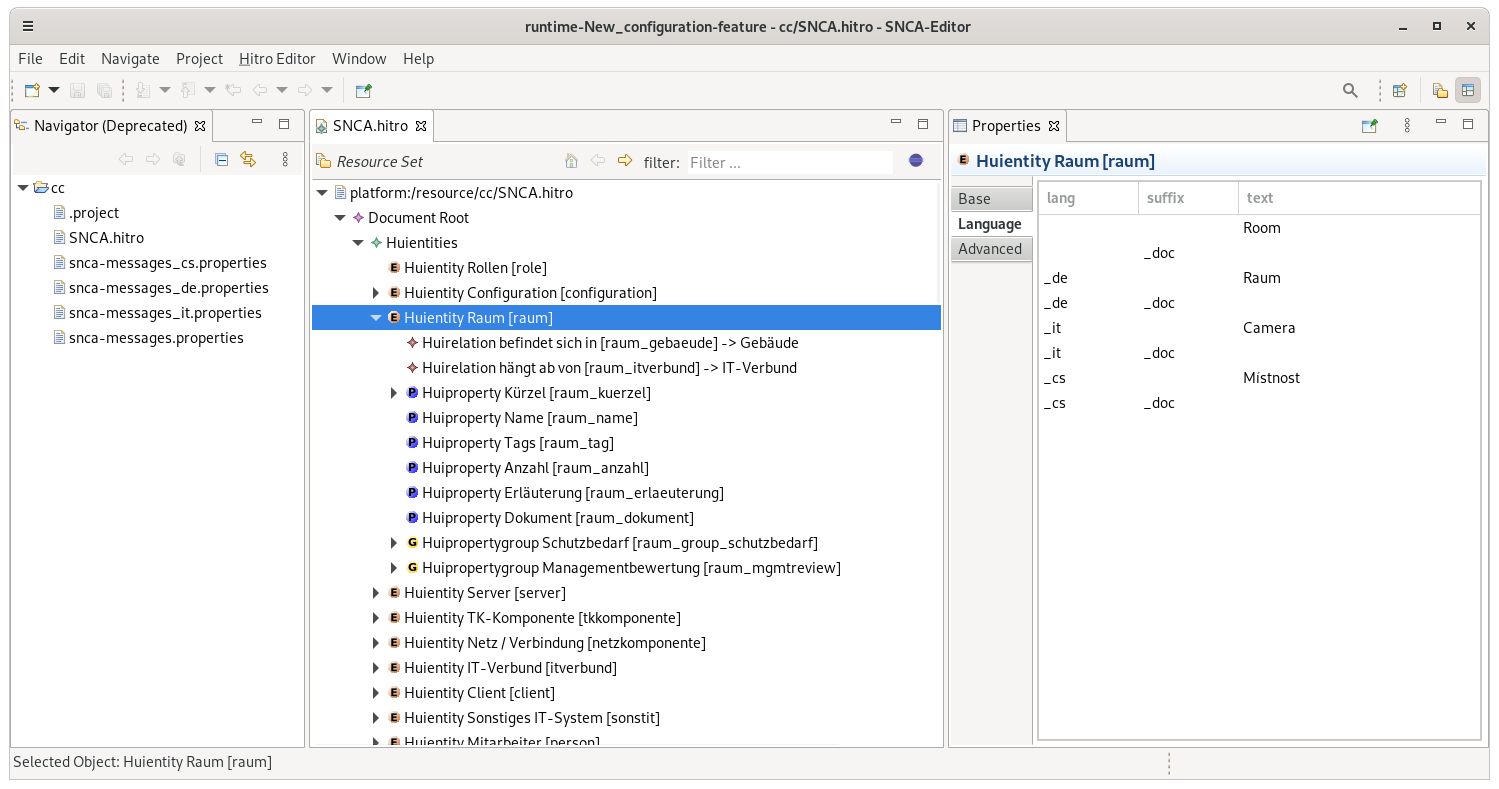 runtime-New_configuration-feature - cc/SNCA.hitro - SNCA-Editor
File Edit Navigate Project Hitro Editor Window Help
Navigator (Deprecated)
cc
.project
SNCA.hitro
snca-messages_cs.properties
snca-messages_de.properties
snca-messages_it.properties
snca-messages.properties
SNCA.hitro
Resource Set filter: Filter ...
platform:/resource/cc/SNCA.hitro
Document Root
Huientities
Huientity Rollen [role]
Huientity Configuration [configuration]
Huientity Raum [raum]
Huirelation befindet sich in [raum_gebaeude] -> Gebäude
Huirelation hängt ab von [raum_itverbund] -> IT-Verbund
Huiproperty Kürzel [raum_kuerzel]
Huiproperty Name [raum_name]
Huiproperty Tags [raum_tag]
Huiproperty Anzahl [raum_anzahl]
Huiproperty Erläuterung [raum_erlaeuterung]
Huiproperty Dokument [raum_dokument]
Huipropertygroup Schutzbedarf [raum_group_schutzbedarf]
Huipropertygroup Managementbewertung [raum_mgmtreview]
Huientity Server [server]
Huientity TK-Komponente [tkkomponente]
Huientity Netz / Verbindung [netzkomponente]
Huientity IT-Verbund [itverbund]
Huientity Client [client]
Huientity Sonstiges IT-System [sonstit]
Huientity Mitarbeiter [person]
Properties
Huientity Raum [raum]
Base
Language
Advanced
lang suffix text
Room
_doc
_de Raum
_de _doc
_it Camera
_it _doc
_cs Místnost
_cs _doc
Selected Object: Huientity Raum [raum]